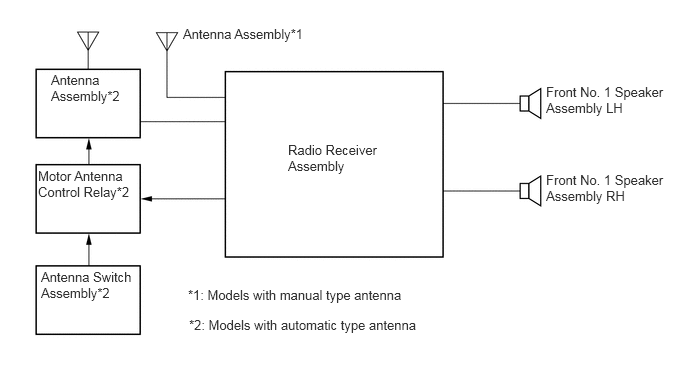 Antenna Assembly*1
Antenna
Assembly*2
Motor Antenna
Control Relay*2
Antenna Switch
Assembly*2
Radio Receiver
Assembly
Front No. 1 Speaker
Assembly LH
Front No. 1 Speaker
Assembly RH
*1: Models with manual type antenna
*2: Models with automatic type antenna